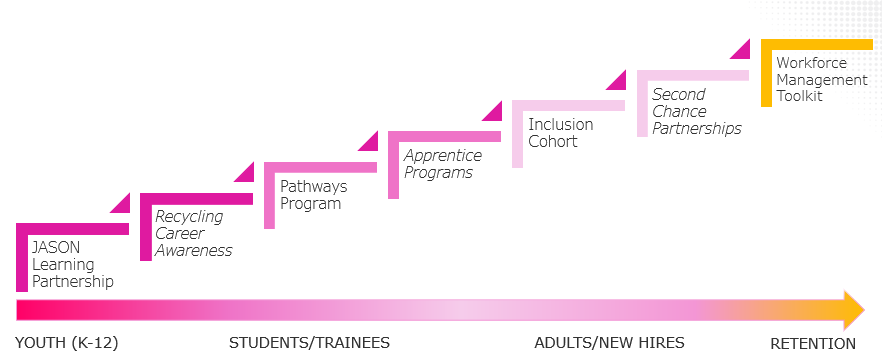 JASON
Learning
Partnership
Recycling
Career
Awareness
Pathways
Program
Apprentice
Programs
Inclusion
Cohort
Second
Chance
Partnerships
Workforce
Management
Toolkit
YOUTH (K-12)
STUDENTS/TRAINEES
ADULTS/NEW HIRES
RETENTION